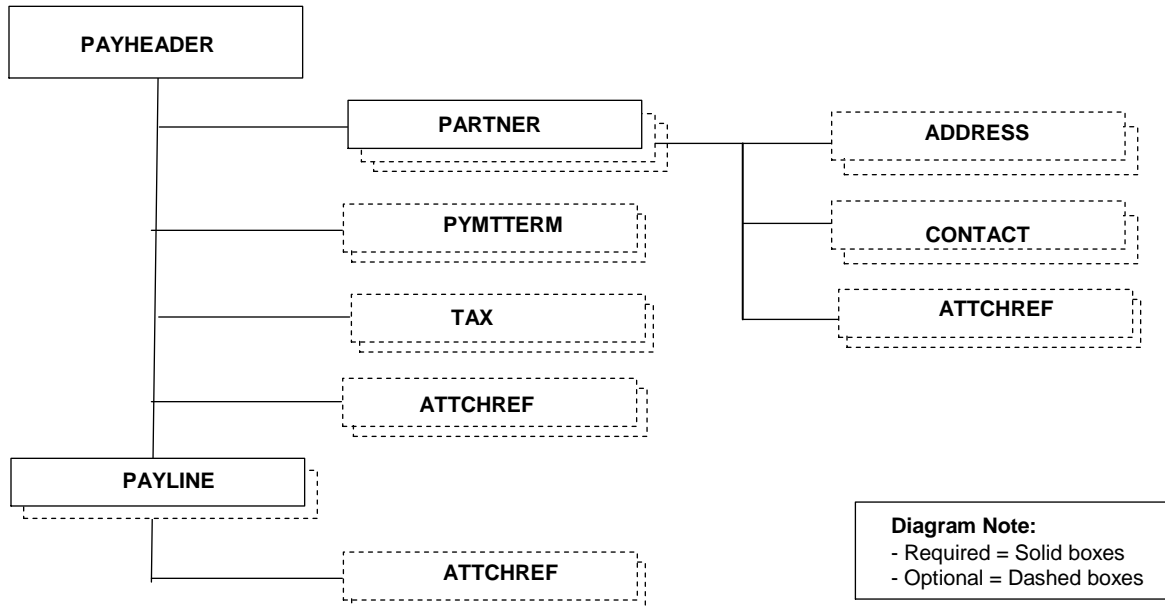 PAYHEADER
PARTNER
ADDRESS
PYMTTERM
CONTACT
TAX
ATTCHREF
ATTCHREF
PAYLINE
ATTCHREF
Diagram Note:
- Required = Solid boxes
- Optional = Dashed boxes